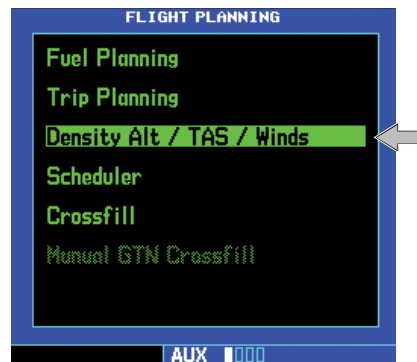 FLIGHT PLANNING
Fuel Planning
Trip Planning
Density Alt / TAS / Winds
Scheduler
Crossfill
Manual GTN Crossfill
AUX